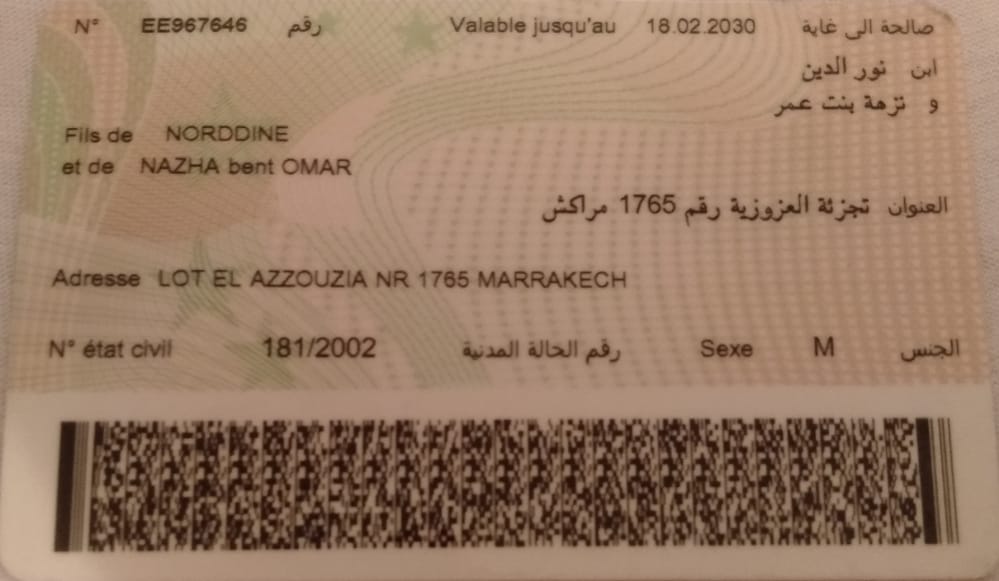 N° EE967646 رقم Valable jusqu'au 18.02.2030 صالحة الى غاية
ابن نور الدين
و نزهة بنت عمر
Fils de NORDDINE
et de NAZHA bent OMAR
العنوان تجزئة العزوزية رقم 1765 مراكش
Adresse LOT EL AZZOUZIA NR 1765 MARRAKECH
N° état civil 181/2002 رقم الحالة المدنية Sexe M الجنس